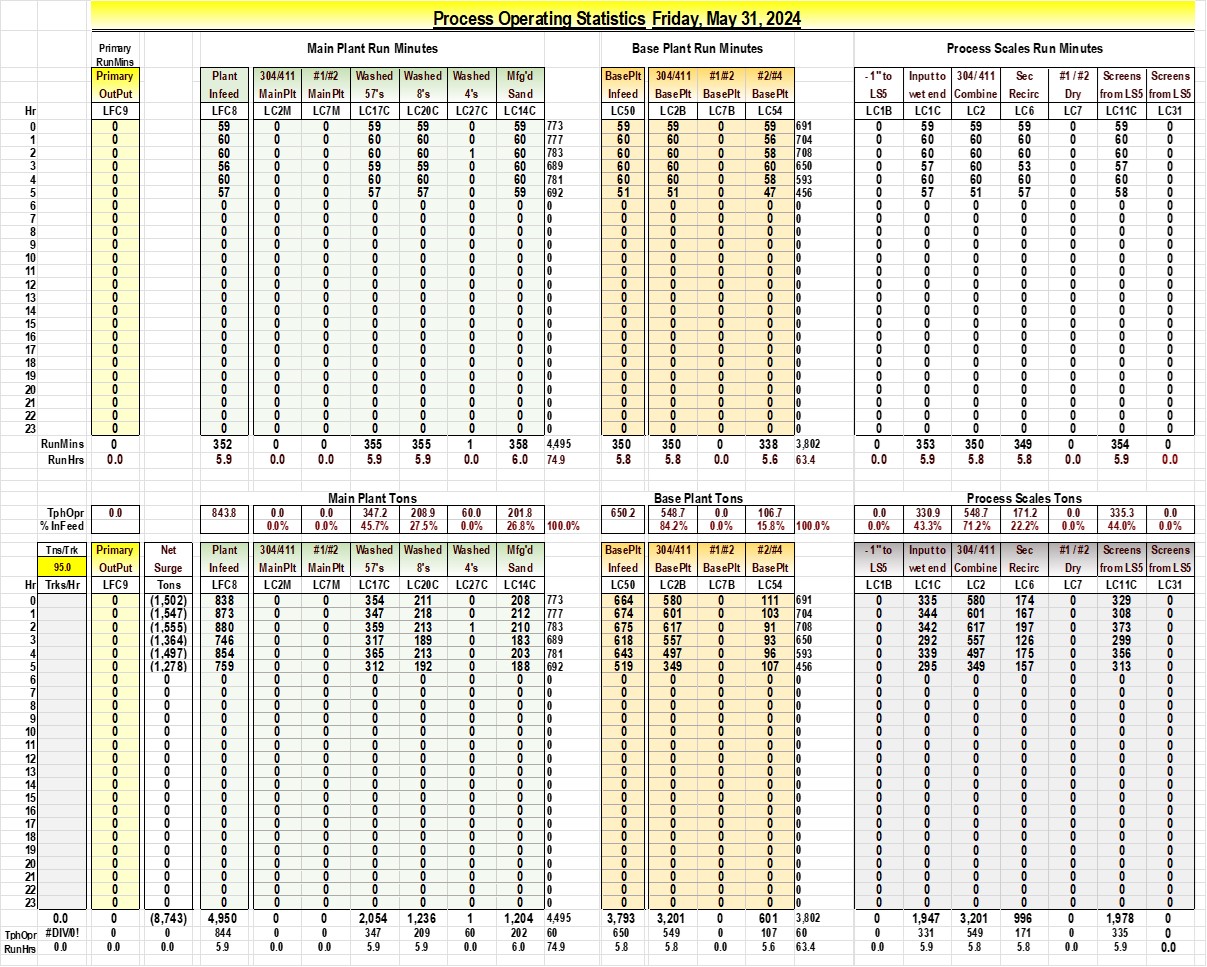 Process Operating Statistics Friday, May 31, 2024
Primary Main Plant Run Minutes Base Plant Run Minutes Process Scales Run Minutes
RunMins
Primary Plant 304/411 #1/#2 Washed Washed Washed Mfg'd BasePlt 304/411 #1/#2 #2/#4 - 1" to Input to 304/ 411 Sec #1 / #2 Screens Screens
OutPut Infeed MainPlt Main Plt 57's 8's 4's Sand Infeed BasePlt BasePlt BasePlt LS5 wet end Combine Recirc Dry from LS5 from LS5
Hr LFC9 LFC8 LC2M LC7M LC17C LC20C LC27C LC14C LC50 LC2B LC7B LC54 LC1B LC1C LC2 LC6 LC7 LC11C LC31
0 0 59 0 0 59 59 0 59 773 59 59 0 59 691 0 59 59 59 0 59 0
1 0 60 0 0 60 60 0 60 777 60 60 0 56 704 0 60 60 60 0 60 0
2 0 60 0 0 60 60 1 60 783 60 60 0 58 708 0 60 60 60 0 60 0
3 0 56 0 0 59 59 0 60 689 60 60 0 60 650 0 57 60 53 0 57 0
4 0 60 0 0 60 60 0 60 781 60 60 0 58 593 0 60 60 60 0 60 0
5 0 57 0 0 57 57 0 59 692 51 51 0 47 456 0 57 51 57 0 58 0
6 0 0 0 0 0 0 0 0 0 0 0 0 0 0 0 0 0 0 0 0 0
7 0 0 0 0 0 0 0 0 0 0 0 0 0 0 0 0 0 0 0 0 0
8 0 0 0 0 0 0 0 0 0 0 0 0 0 0 0 0 0 0 0 0 0
9 0 0 0 0 0 0 0 0 0 0 0 0 0 0 0 0 0 0 0 0 0
10 0 0 0 0 0 0 0 0 0 0 0 0 0 0 0 0 0 0 0 0 0
11 0 0 0 0 0 0 0 0 0 0 0 0 0 0 0 0 0 0 0 0 0
12 0 0 0 0 0 0 0 0 0 0 0 0 0 0 0 0 0 0 0 0 0
13 0 0 0 0 0 0 0 0 0 0 0 0 0 0 0 0 0 0 0 0 0
14 0 0 0 0 0 0 0 0 0 0 0 0 0 0 0 0 0 0 0 0 0
15 0 0 0 0 0 0 0 0 0 0 0 0 0 0 0 0 0 0 0 0 0
16 0 0 0 0 0 0 0 0 0 0 0 0 0 0 0 0 0 0 0 0 0
17 0 0 0 0 0 0 0 0 0 0 0 0 0 0 0 0 0 0 0 0 0
18 0 0 0 0 0 0 0 0 0 0 0 0 0 0 0 0 0 0 0 0 0
19 0 0 0 0 0 0 0 0 0 0 0 0 0 0 0 0 0 0 0 0 0
20 0 0 0 0 0 0 0 0 0 0 0 0 0 0 0 0 0 0 0 0 0
21 0 0 0 0 0 0 0 0 0 0 0 0 0 0 0 0 0 0 0 0 0
22 0 0 0 0 0 0 0 0 0 0 0 0 0 0 0 0 0 0 0 0 0
23 0 0 0 0 0 0 0 0 0 0 0 0 0 0 0 0 0 0 0 0 0
RunMins 0 352 0 0 355 355 1 358 4,495 350 350 0 338 3,802 0 353 350 349 0 354 0
Run Hrs 0.0 5.9 0.0 0.0 5.9 5.9 0.0 6.0 74.9 5.8 5.8 0.0 5.6 63.4 0.0 5.9 5.8 5.8 0.0 5.9 0.0
Main Plant Tons Base Plant Tons Process Scales Tons
TphOpr 0.0 843.8 0.0 0.0 347.2 208.9 60.0 201.8 650.2 548.7 0.0 106.7 0.0 330.9 548.7 171.2 0.0 335.3 0.0
% InFeed 0.0% 0.0% 45.7% 27.5% 0.0% 26.8% 100.0% 84.2% 0.0% 15.8% 100.0% 0.0% 43.3% 71.2% 22.2% 0.0% 44.0% 0.0%
Tns/Trk Primary Net Plant 304/411 #1/#2 Washed Washed Washed Mfg'd BasePlt 304/411 #1/#2 #2/#4 - 1" to Input to 304/ 411 Sec #1 / #2 Screens Screens
95.0 OutPut Surge Infeed MainPlt Main Plt 57's 8's 4's Sand Infeed BasePlt BasePlt BasePlt LS5 wet end Combine Recirc Dry from LS5 from LS5
Hr Trks/Hr LFC9 Tons LFC8 LC2M LC7M LC17C LC20C LC27C LC14C LC50 LC2B LC7B LC54 LC1B LC1C LC2 LC6 LC7 LC11C LC31
0 0 (1,502) 838 0 0 354 211 0 208 773 664 580 0 111 691 0 335 580 174 0 329 0
1 0 (1,547) 873 0 0 347 218 0 212 777 674 601 0 103 704 0 344 601 167 0 308 0
2 0 (1,555) 880 0 0 359 213 1 210 783 675 617 0 91 708 0 342 617 197 0 373 0
3 0 (1,364) 746 0 0 317 189 0 183 689 618 557 0 93 650 0 292 557 126 0 299 0
4 0 (1,497) 854 0 0 365 213 0 203 781 643 497 0 96 593 0 339 497 175 0 356 0
5 0 (1,278) 759 0 0 312 192 0 188 692 519 349 0 107 456 0 295 349 157 0 313 0
6 0 0 0 0 0 0 0 0 0 0 0 0 0 0 0 0 0 0 0 0 0 0
7 0 0 0 0 0 0 0 0 0 0 0 0 0 0 0 0 0 0 0 0 0 0
8 0 0 0 0 0 0 0 0 0 0 0 0 0 0 0 0 0 0 0 0 0 0
9 0 0 0 0 0 0 0 0 0 0 0 0 0 0 0 0 0 0 0 0 0 0
10 0 0 0 0 0 0 0 0 0 0 0 0 0 0 0 0 0 0 0 0 0 0
11 0 0 0 0 0 0 0 0 0 0 0 0 0 0 0 0 0 0 0 0 0 0
12 0 0 0 0 0 0 0 0 0 0 0 0 0 0 0 0 0 0 0 0 0 0
13 0 0 0 0 0 0 0 0 0 0 0 0 0 0 0 0 0 0 0 0 0 0
14 0 0 0 0 0 0 0 0 0 0 0 0 0 0 0 0 0 0 0 0 0 0
15 0 0 0 0 0 0 0 0 0 0 0 0 0 0 0 0 0 0 0 0 0 0
16 0 0 0 0 0 0 0 0 0 0 0 0 0 0 0 0 0 0 0 0 0 0
17 0 0 0 0 0 0 0 0 0 0 0 0 0 0 0 0 0 0 0 0 0 0
18 0 0 0 0 0 0 0 0 0 0 0 0 0 0 0 0 0 0 0 0 0 0
19 0 0 0 0 0 0 0 0 0 0 0 0 0 0 0 0 0 0 0 0 0 0
20 0 0 0 0 0 0 0 0 0 0 0 0 0 0 0 0 0 0 0 0 0 0
21 0 0 0 0 0 0 0 0 0 0 0 0 0 0 0 0 0 0 0 0 0 0
22 0 0 0 0 0 0 0 0 0 0 0 0 0 0 0 0 0 0 0 0 0 0
23 0 0 0 0 0 0 0 0 0 0 0 0 0 0 0 0 0 0 0 0 0 0
0.0 0 (8,743) 4,950 0 0 2,054 1,236 1 1,204 4,495 3,793 3,201 0 601 3,802 0 1,947 3,201 996 0 1,978 0
TphOpr #DIV/0! 0 0 844 0 0 347 209 60 202 60 650 549 0 107 60 0 331 549 171 0 335 0
RunHrs 0.0 0.0 0.0 5.9 0.0 0.0 5.9 5.9 0.0 6.0 74.9 5.8 5.8 0.0 5.6 63.4 0.0 5.9 5.8 5.8 0.0 5.9 0.0